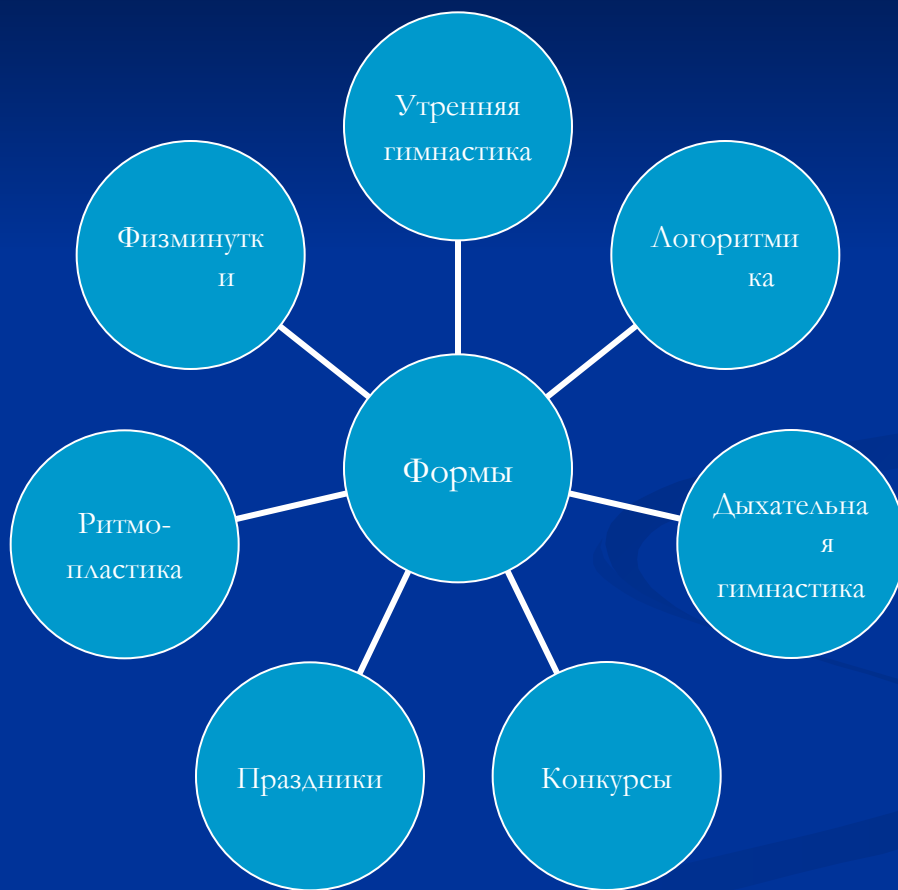 Утренняя
гимнастика
Логоритми
ка
Дыхательна
я
гимнастика
Конкурсы
Праздники
Ритмо-
пластика
Физминутк
и
Формы